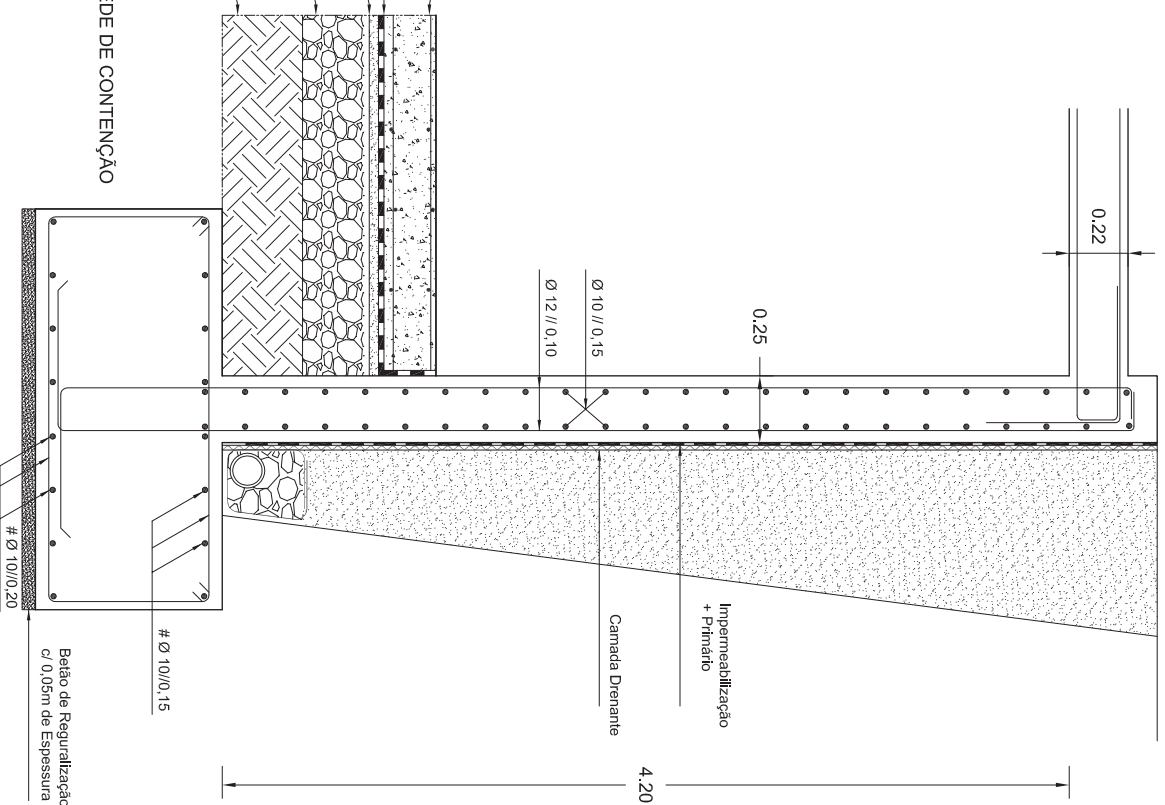 EDE DE CONTENÇÃO
0.22
0.25
Ø 10 // 0,15
Ø 12 // 0,10
Impermeabilização
+ Primário
Camada Drenante
4.20
# Ø 10//0,15
# Ø 10//0,20
Betão de Reguralização
c/ 0,05m de Espessura